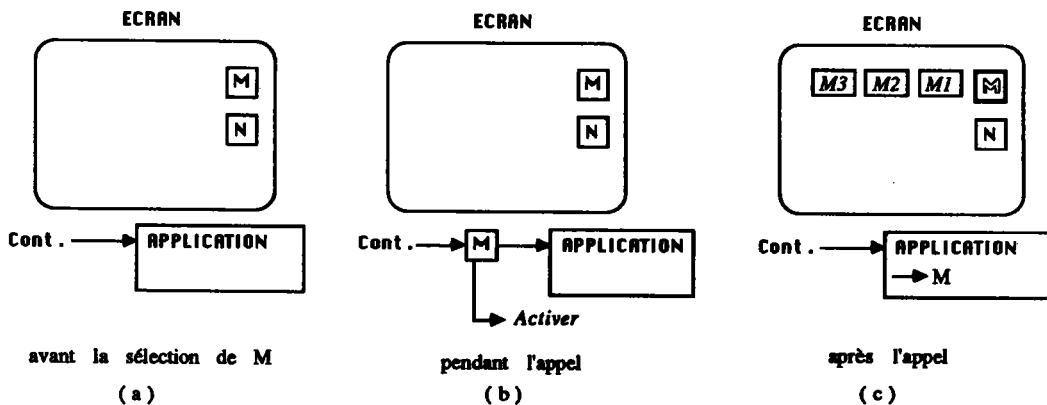 ECRAN
M
N
Cont.
APPLICATION
avant la sélection de M
(a)
ECRAN
M
N
Cont.
M
APPLICATION
Activer
pendant l'appel
(b)
ECRAN
M3 M2 M1 M
N
Cont.
APPLICATION
M
après l'appel
(c)